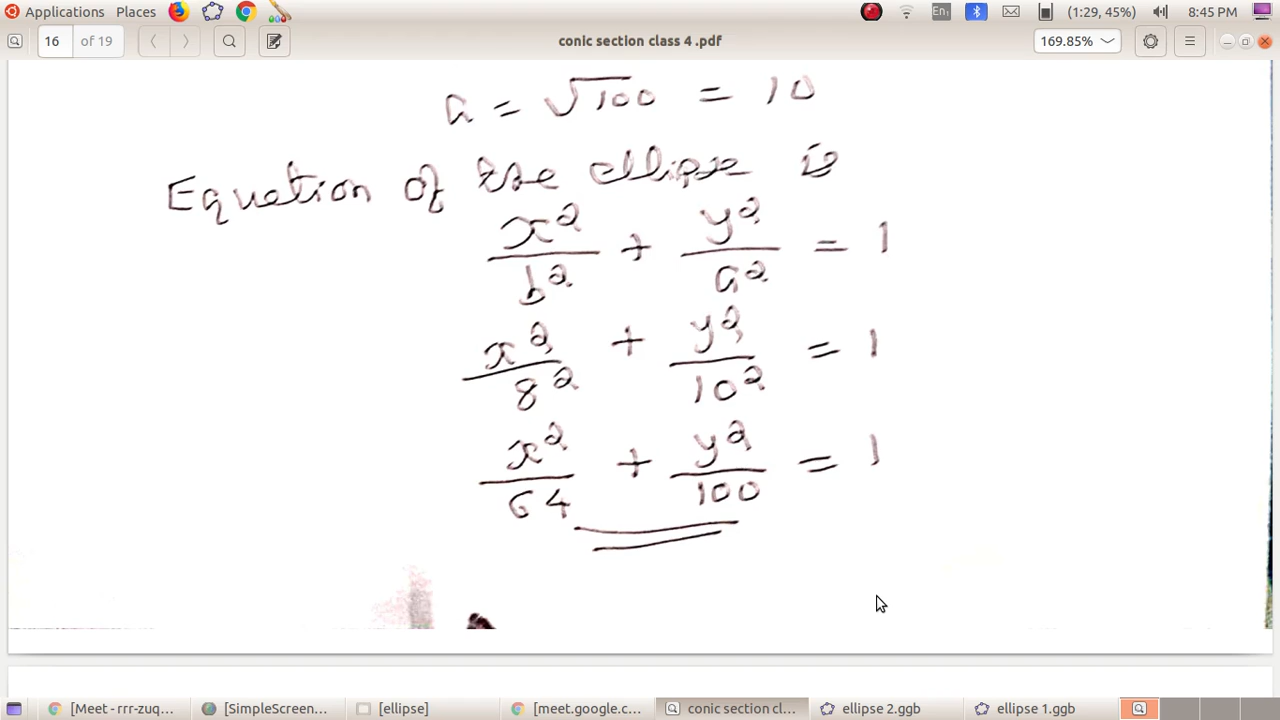 Applications Places En₁ (1:29, 45%) 8:45 PM
16 of 19 conic section class 4 .pdf 169.85%
a = √100 = 10
Equation of the ellipse is
x²/b² + y²/a² = 1
x²/8² + y²/10² = 1
x²/64 + y²/100 = 1
[Meet - rrr-zuq... [SimpleScreen... [ellipse] [meet.google.c... conic section cl... ellipse 2.ggb ellipse 1.ggb